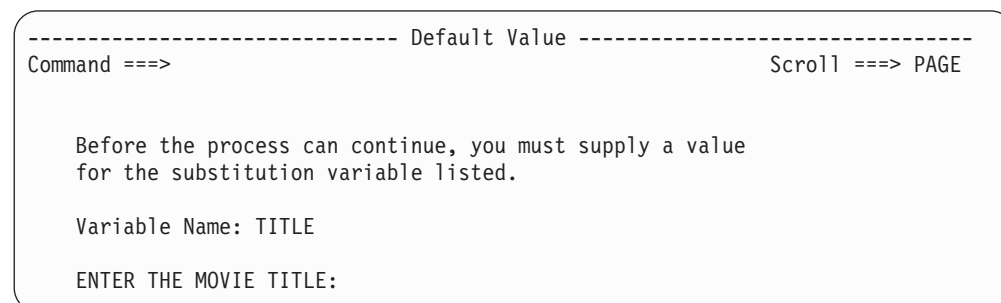 ------------------------------- Default Value ---------------------------------
Command ===> Scroll ===> PAGE
Before the process can continue, you must supply a value
for the substitution variable listed.
Variable Name: TITLE
ENTER THE MOVIE TITLE: